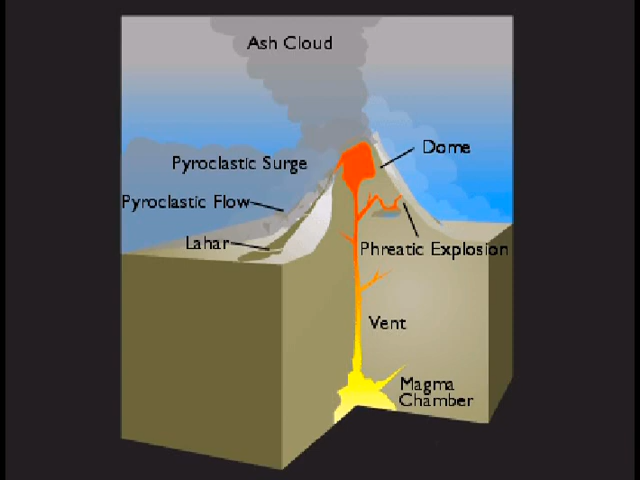 Ash Cloud
Dome
Pyroclastic Surge
Pyroclastic Flow
Lahar
Phreatic Explosion
Vent
Magma
Chamber